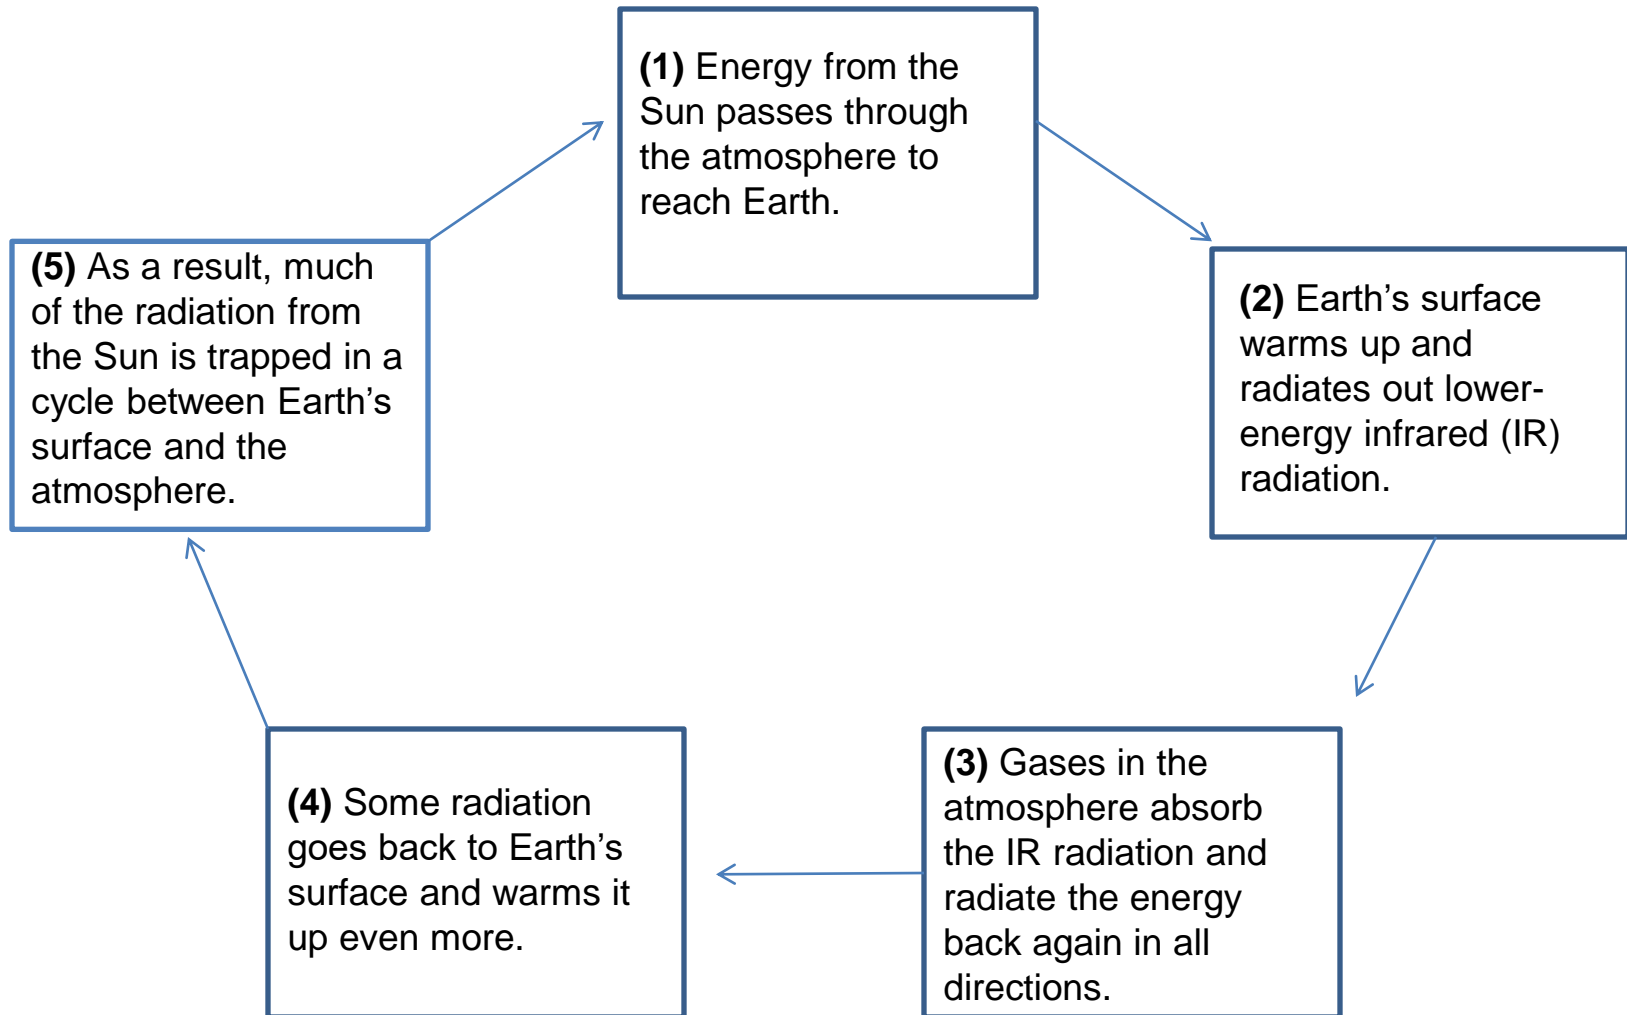 (1) Energy from the
Sun passes through
the atmosphere to
reach Earth.
(2) Earth’s surface
warms up and
radiates out lower-
energy infrared (IR)
radiation.
(3) Gases in the
atmosphere absorb
the IR radiation and
radiate the energy
back again in all
directions.
(4) Some radiation
goes back to Earth’s
surface and warms it
up even more.
(5) As a result, much
of the radiation from
the Sun is trapped in a
cycle between Earth’s
surface and the
atmosphere.